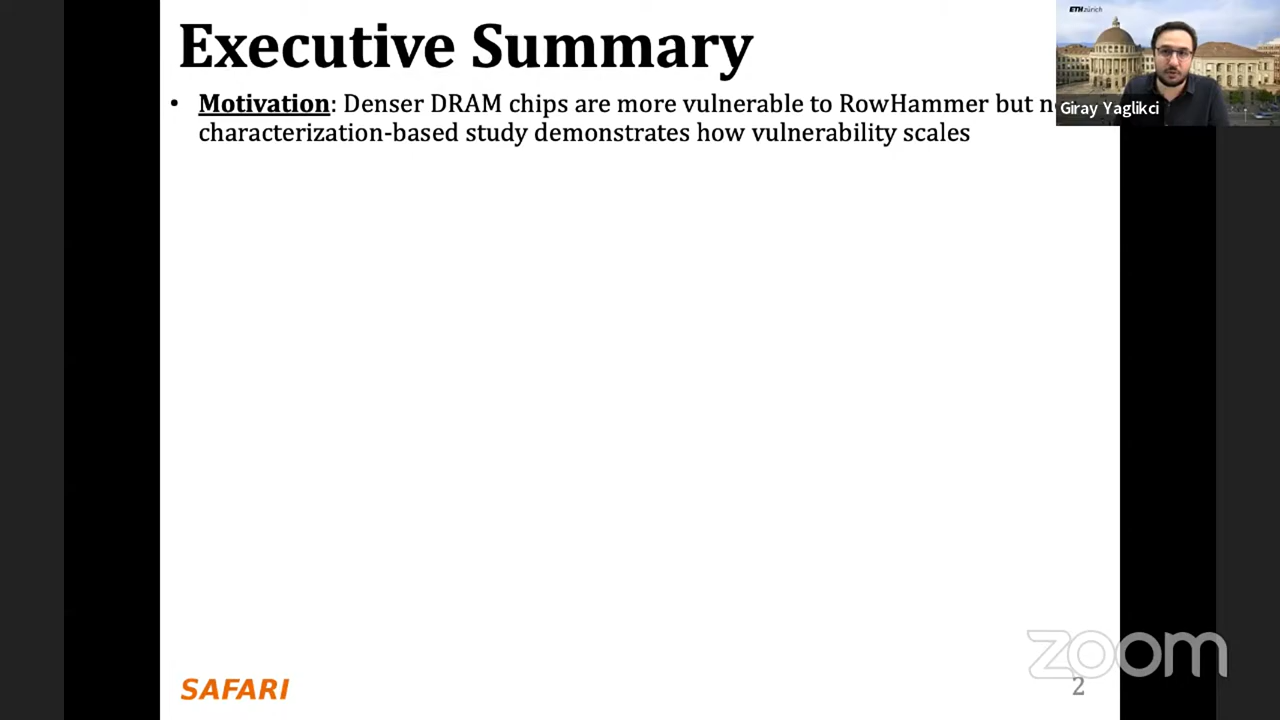 Executive Summary
• Motivation: Denser DRAM chips are more vulnerable to RowHammer but
characterization-based study demonstrates how vulnerability scales
ETH zürich
Giray Yaglikci
zoom
SAFARI
2